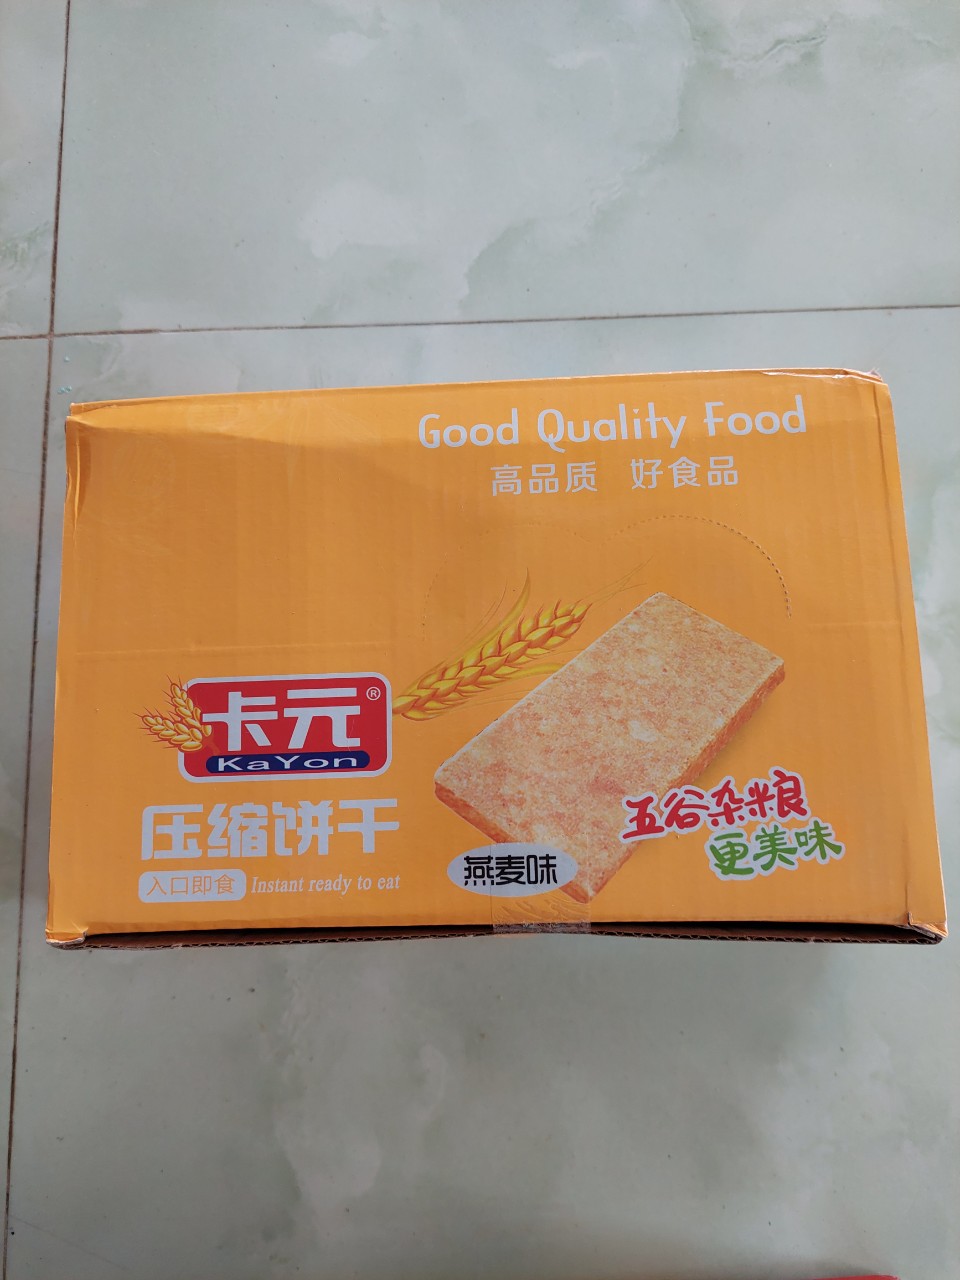 Good Quality Food
高品质 好食品
卡元®
KaYon
压缩饼干
入口即食 Instant ready to eat
燕麦味
五谷杂粮
更美味